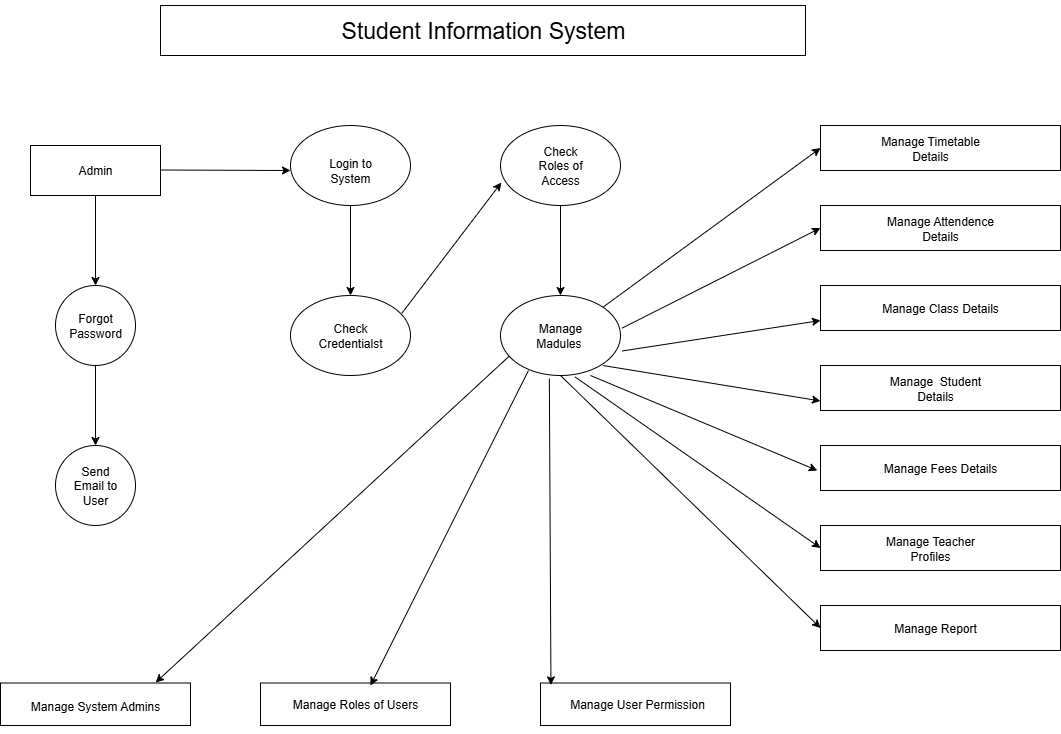 Student Information System
Admin
Login to
System
Check
Roles of
Access
Manage Timetable
Details
Manage Attendence
Details
Forgot
Password
Check
Credentialst
Manage
Madules
Manage Class Details
Manage Student
Details
Send
Email to
User
Manage Fees Details
Manage Teacher
Profiles
Manage Report
Manage System Admins
Manage Roles of Users
Manage User Permission